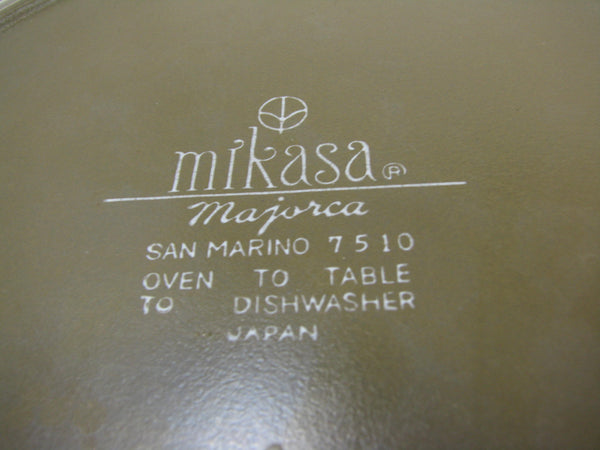 mikasa®
Majorca
SAN MARINO 7510
OVEN TO TABLE
TO DISHWASHER
JAPAN